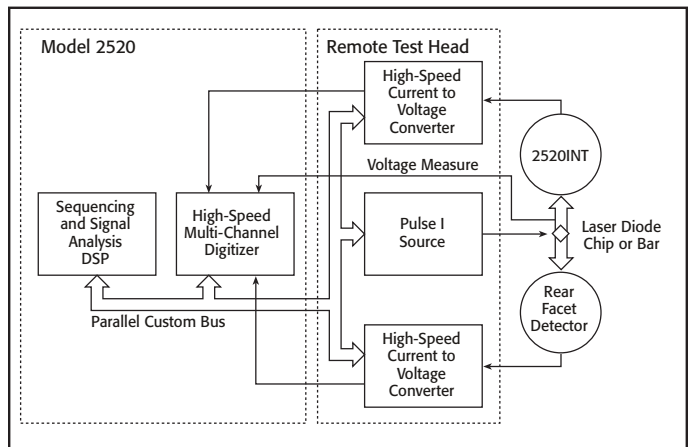 Model 2520
Remote Test Head
High-Speed
Current to
Voltage
Converter
2520INT
Voltage Measure
Sequencing
and Signal
Analysis
DSP
High-Speed
Multi-Channel
Digitizer
Pulse I
Source
Laser Diode
Chip or Bar
Parallel Custom Bus
Rear
Facet
Detector
High-Speed
Current to
Voltage
Converter